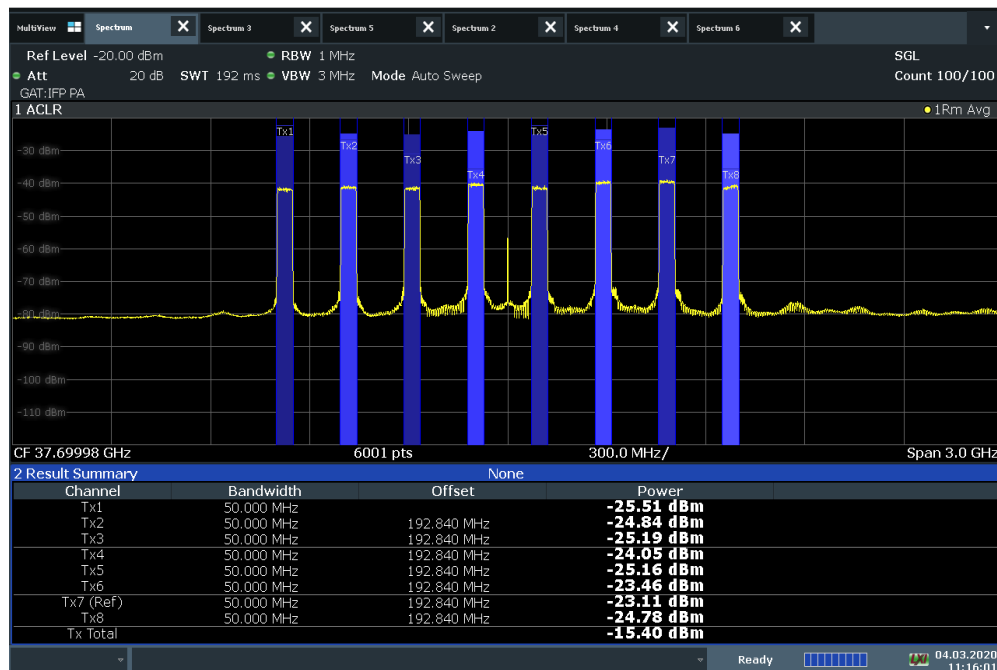 MultiView Spectrum X Spectrum 3 X Spectrum 5 X Spectrum 2 X Spectrum 4 X Spectrum 6 X
Ref Level -20.00 dBm RBW 1 MHz SGL
Att 20 dB SWT 192 ms VBW 3 MHz Mode Auto Sweep Count 100/100
GAT:IFP PA
1 ACLR 1Rm Avg
Tx1 Tx5
Tx2 Tx6
-30 dBm
Tx3 Tx7
Tx4 Tx8
-40 dBm
-50 dBm
-60 dBm
-70 dBm
-80 dBm
-90 dBm
-100 dBm
-110 dBm
CF 37.69998 GHz 6001 pts 300.0 MHz/ Span 3.0 GHz
2 Result Summary None
Channel Bandwidth Offset Power
Tx1 50.000 MHz -25.51 dBm
Tx2 50.000 MHz 192.840 MHz -24.84 dBm
Tx3 50.000 MHz 192.840 MHz -25.19 dBm
Tx4 50.000 MHz 192.840 MHz -24.05 dBm
Tx5 50.000 MHz 192.840 MHz -25.16 dBm
Tx6 50.000 MHz 192.840 MHz -23.46 dBm
Tx7 (Ref) 50.000 MHz 192.840 MHz -23.11 dBm
Tx8 50.000 MHz 192.840 MHz -24.78 dBm
Tx Total -15.40 dBm
Ready 04.03.2020
11:16:01